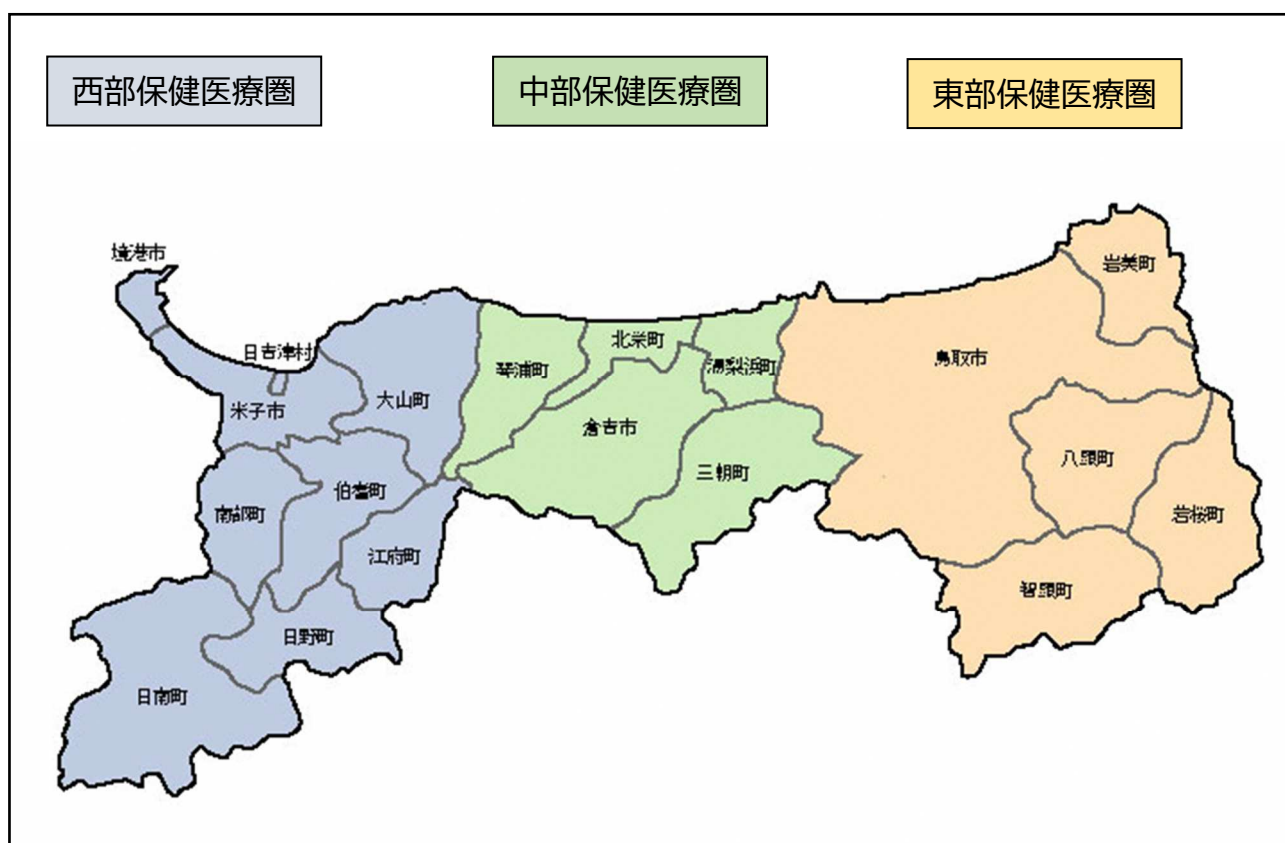 西部保健医療圏
中部保健医療圏
東部保健医療圏
境港市
日吉津村
米子市
大山町
南部町
伯耆町
江府町
日野町
日南町
琴浦町
北栄町
湯梨浜町
倉吉市
三朝町
岩美町
鳥取市
八頭町
若桜町
智頭町